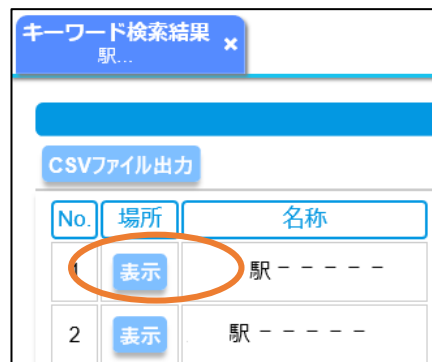 キーワード検索結果 ×
駅...
CSVファイル出力
No. 場所 名称
1 表示 駅－－－－－
2 表示 駅－－－－－